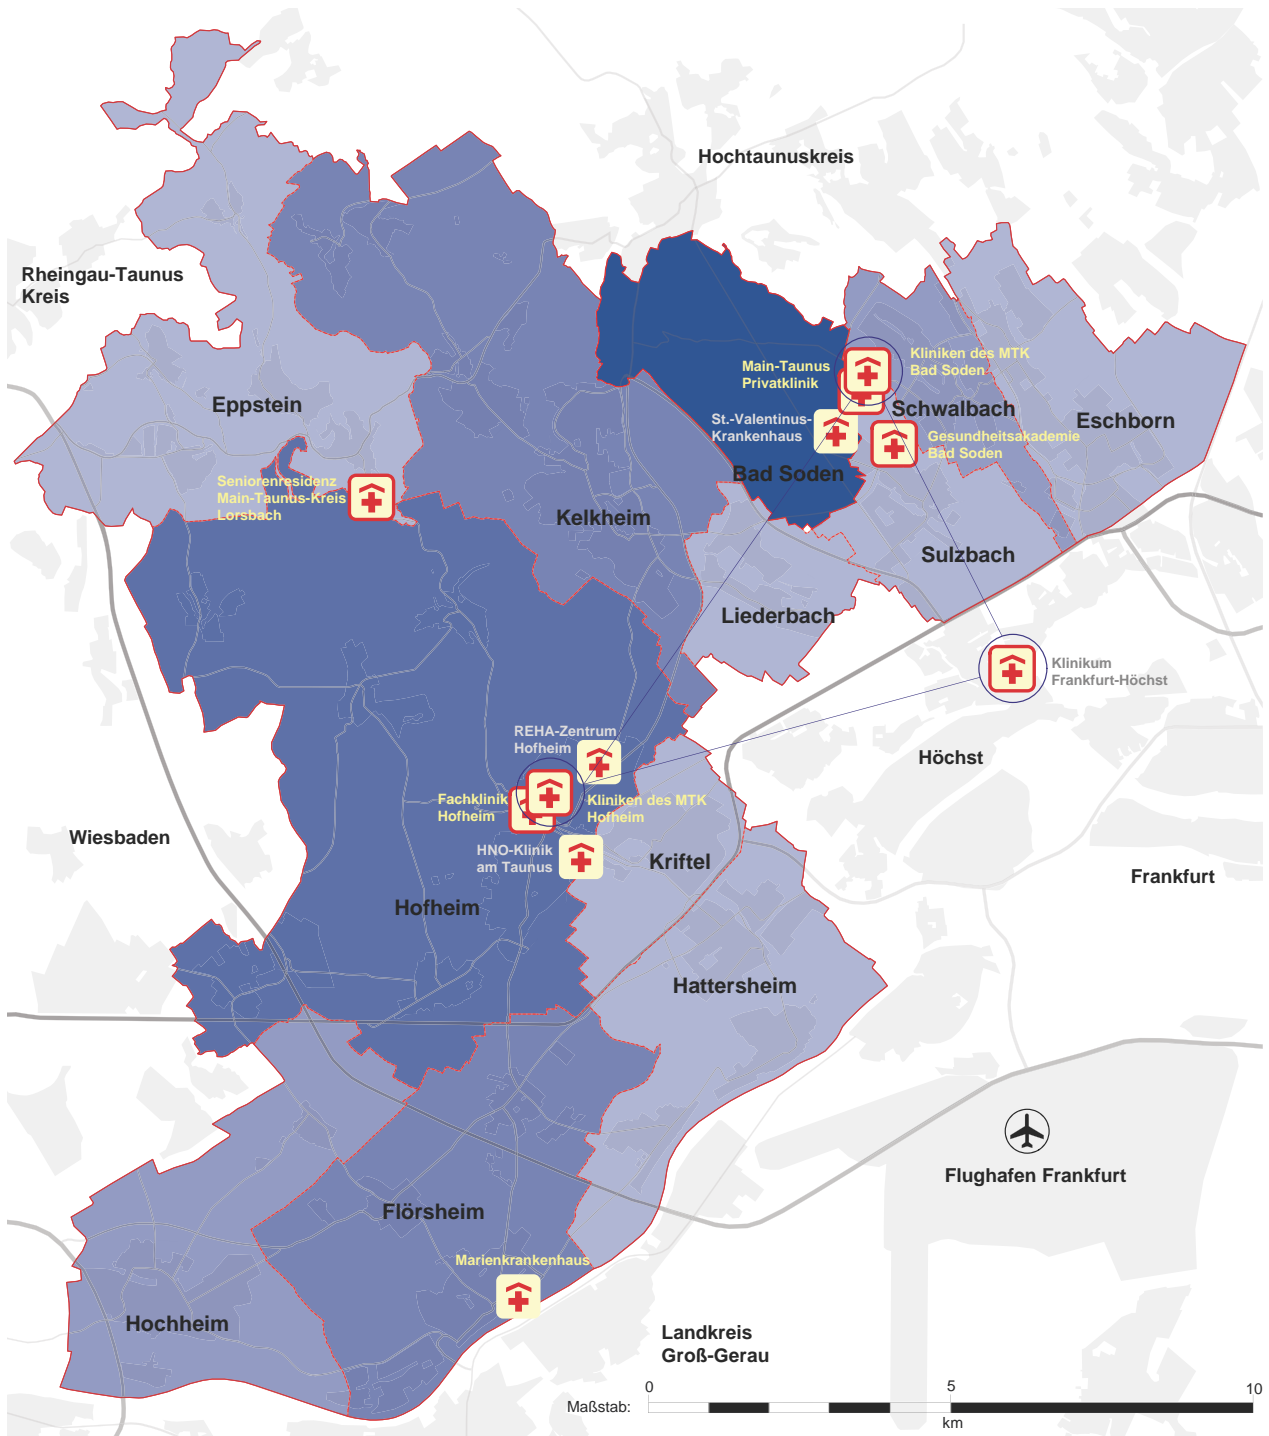 Hochtaunuskreis
Rheingau-Taunus
Kreis
Kliniken des MTK
Bad Soden
Main-Taunus
Privatklinik
Eppstein
Schwalbach
Eschborn
St.-Valentinus-
Krankenhaus
Gesundheitsakademie
Bad Soden
Bad Soden
Seniorenresidenz
Main-Taunus-Kreis
Lorsbach
Kelkheim
Sulzbach
Liederbach
Klinikum
Frankfurt-Höchst
REHA-Zentrum
Hofheim
Höchst
Fachklinik
Hofheim
Kliniken des MTK
Hofheim
Wiesbaden
HNO-Klinik
am Taunus
Kriftel
Frankfurt
Hofheim
Hattersheim
Flughafen Frankfurt
Flörsheim
Marienkrankenhaus
Hochheim
Landkreis
Groß-Gerau
0
5
10
Maßstab:
km